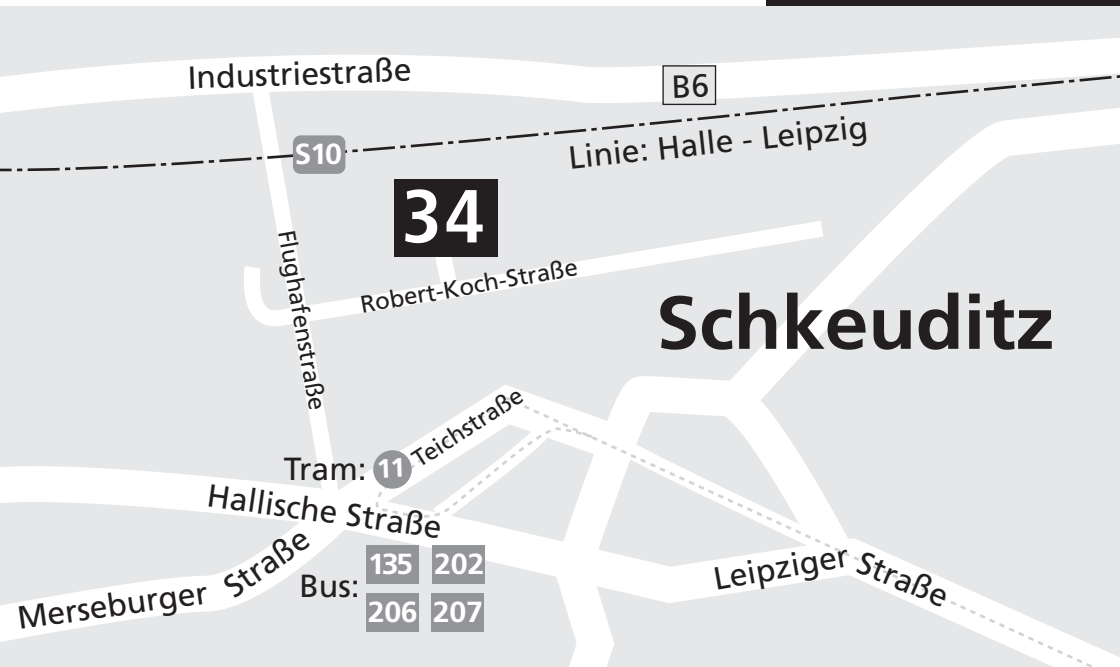 Industriestraße
B6
S10
Linie: Halle - Leipzig
34
Flughafenstraße
Robert-Koch-Straße
Schkeuditz
Teichstraße
Tram: 11
Hallische Straße
Merseburger Straße
Bus: 135 202
206 207
Leipziger Straße